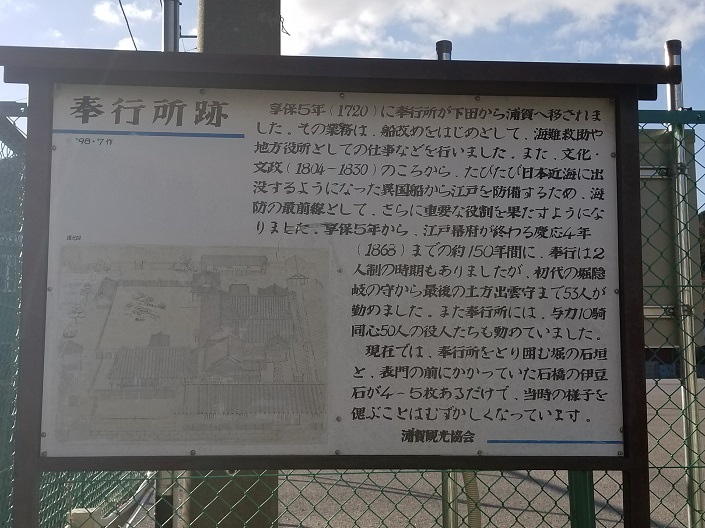 奉行所跡
'98・7作
享保5年(1720)に奉行所が下田から浦賀へ移されま
した。その業務は、船改めをはじめとして、海難救助や
地方役所としての仕事などを行いました。また、文化・
文政(1804-1830)のころから、たびたび日本近海に出
没するようになった異国船から江戸を防備するため、海
防の最前線として、さらに重要な役割を果たすようにな
りました。享保5年から、江戸幕府が終わる慶応4年
(1868)までの約150年間に、奉行は2
人制の時期もありましたが、初代の堀隠
岐の守から最後の土方出雲守まで53人が
勤めました。また奉行所には、与力10騎
同心50人の役人たちも勤めていました。
現在では、奉行所をとり囲む堀の石垣
と、表門の前にかかっていた石橋の伊豆
石が4-5枚あるだけで、当時の様子を
偲ぶことはむずかしくなっています。
浦賀観光協会